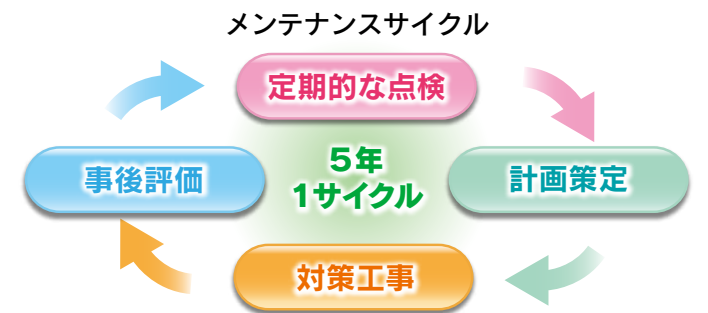 メンテナンスサイクル
定期的な点検
事後評価
5年
1サイクル
計画策定
対策工事